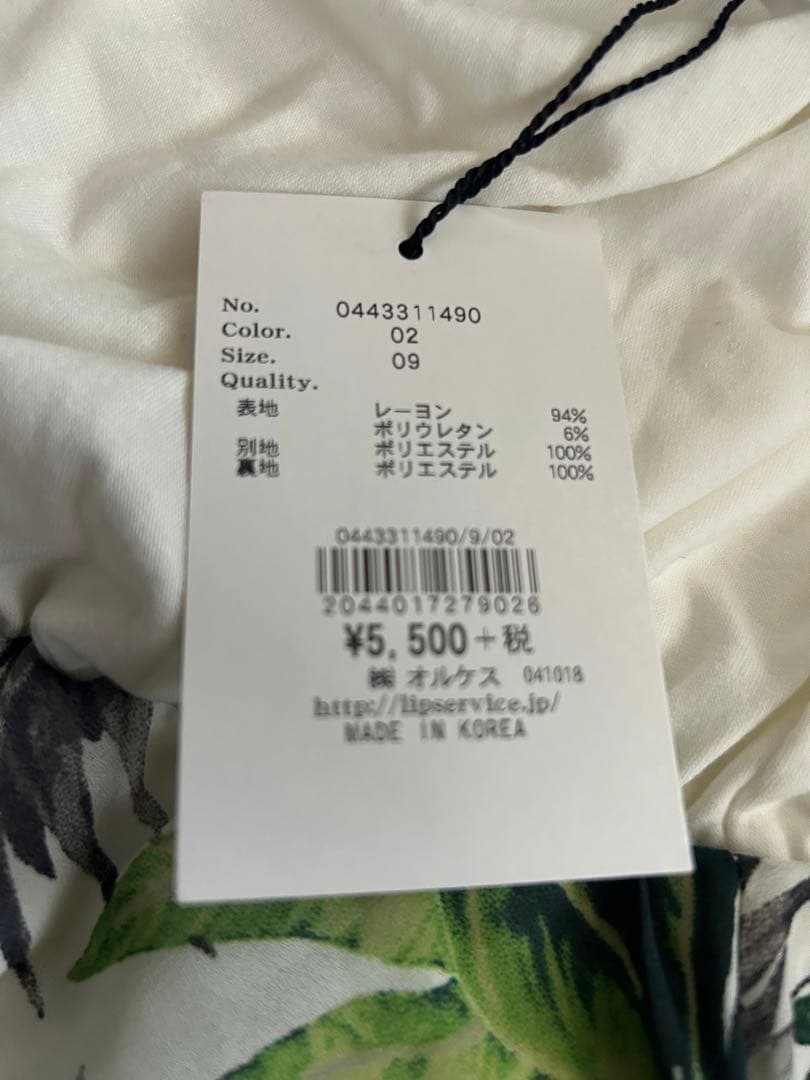 No. 0443311490
Color. 02
Size. 09
Quality.
表地 レーヨン 94%
ポリウレタン 6%
別地 ポリエステル 100%
裏地 ポリエステル 100%
0443311490/9/02
2044017279026
¥5,500+税
㈱ オルケス 041018
http://lipservice.jp/
MADE IN KOREA